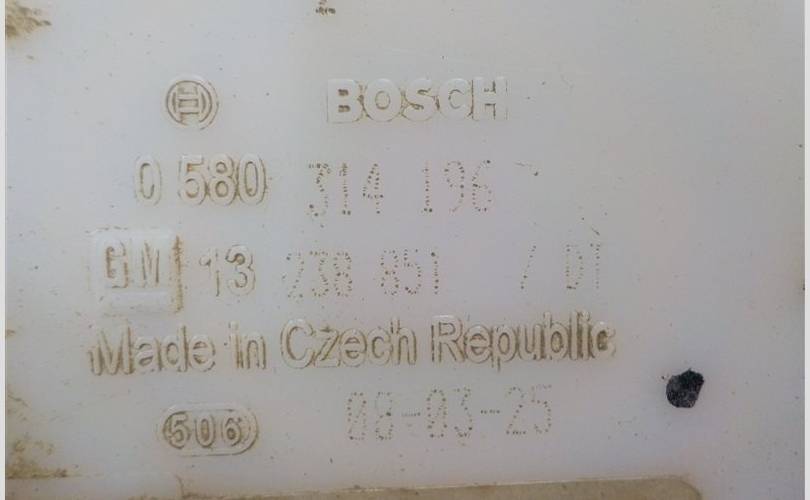 BOSCH
0 580 314 196
GM 13 238 851 / DT
Made in Czech Republic
506 08-03-25